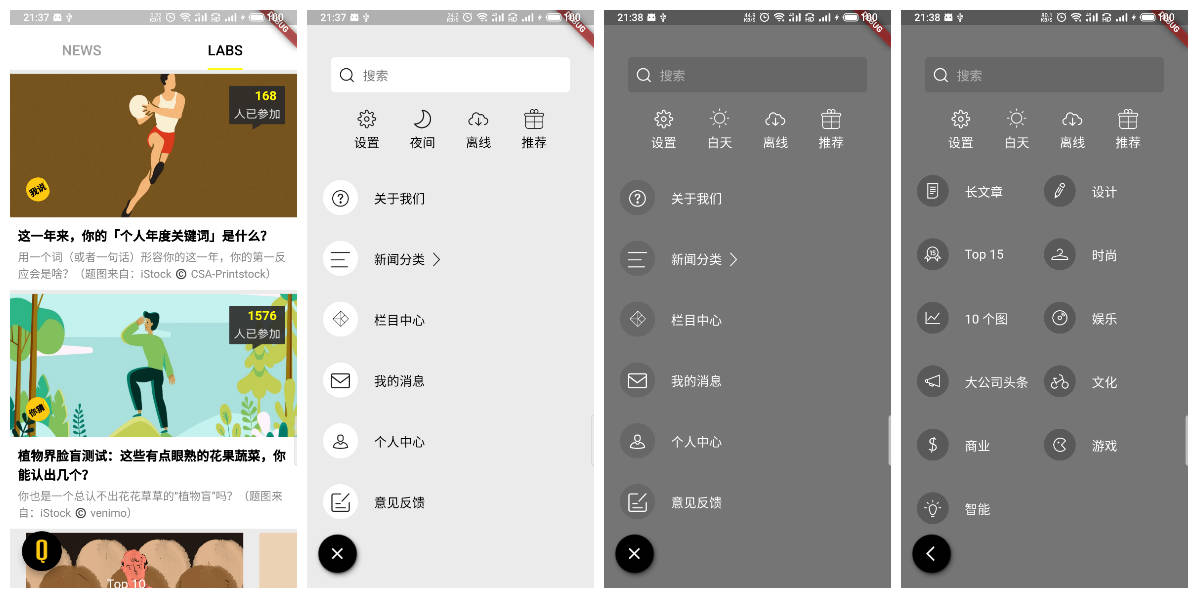 21:37
100
DEBUG
NEWS
LABS
168
人已参加
我说
这一年来，你的「个人年度关键词」是什么？
用一个词（或者一句话）形容你的这一年，你的第一反
应会是啥？（题图来自：iStock © CSA-Printstock）
1576
人已参加
你猜
植物界脸盲测试：这些有点眼熟的花果蔬菜，你
能认出几个？
你也是一个总认不出花花草草的“植物盲”吗？（题图来
自：iStock © venimo）
Q
Top 10
21:37
100
DEBUG
搜索
设置 夜间 离线 推荐
关于我们
新闻分类
栏目中心
我的消息
个人中心
意见反馈
21:38
100
DEBUG
搜索
设置 白天 离线 推荐
关于我们
新闻分类
栏目中心
我的消息
个人中心
意见反馈
21:38
100
DEBUG
搜索
设置 白天 离线 推荐
长文章 设计
15
Top 15 时尚
10 个图 娱乐
大公司头条 文化
商业 游戏
智能